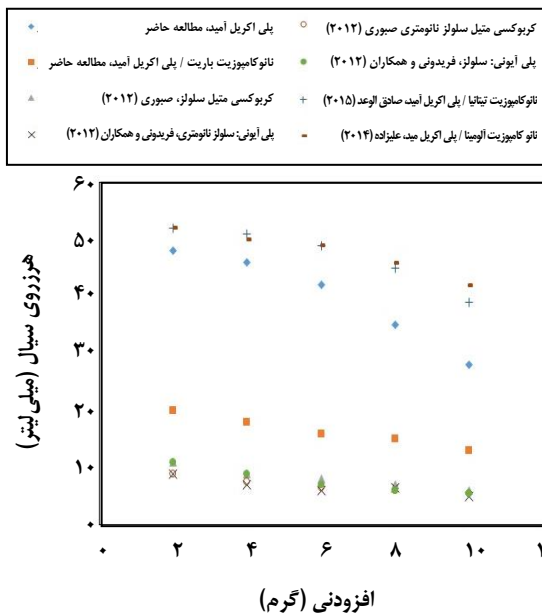 پلی اکریل آمید، مطالعه حاضر
کربوکسی متیل سلولز نانومتری صبوری (۲۰۱۲)
نانوکامپوزیت باریت / پلی اکریل آمید، مطالعه حاضر
پلی آیونی: سلولز، فریدونی و همکاران (۲۰۱۲)
کربوکسی متیل سلولز، صبوری (۲۰۱۲)
نانوکامپوزیت تیتانیا / پلی اکریل آمید، صادق الوعد (۲۰۱۵)
پلی آیونی: سلولز نانومتری، فریدونی و همکاران (۲۰۱۲)
نانو کامپوزیت آلومینا / پلی اکریل مید، علیزاده (۲۰۱۴)
۶۰
۵۰
۴۰
۳۰
۲۰
۱۰
۰
هرزروی سیال (میلی لیتر)
۰ ۲ ۴ ۶ ۸ ۱۰
افزودنی (گرم)